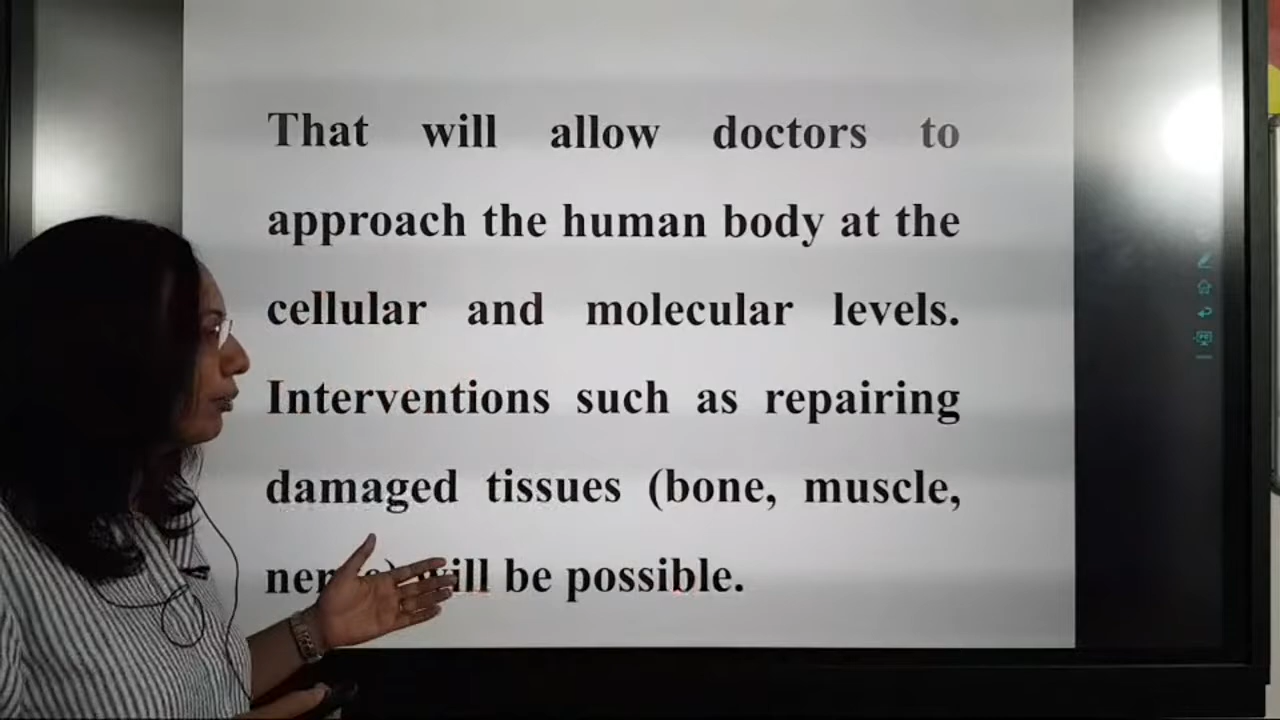 That will allow doctors to
approach the human body at the
cellular and molecular levels.
Interventions such as repairing
damaged tissues (bone, muscle,
will be possible.